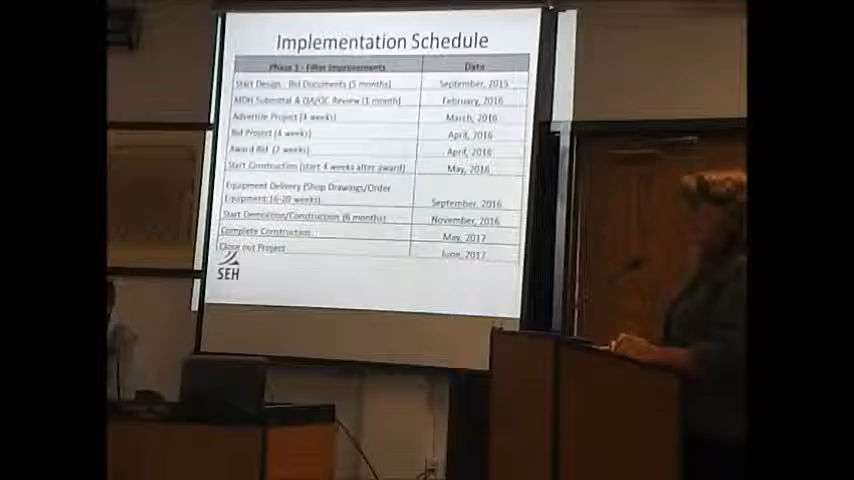 Implementation Schedule
Phase 1 - Filter Improvements Date
Start Design - Bid Documents (5 months) September, 2015
MDH Submittal & QA/QC Review (1 month) February, 2016
Advertise Project (4 weeks) March, 2016
Bid Project (4 weeks) April, 2016
Award Bid (2 weeks) April, 2016
Start Construction (start 4 weeks after award) May, 2016
Equipment Delivery (Shop Drawings/Order
Equipment 16-20 weeks) September, 2016
Start Demolition/Construction (6 months) November, 2016
Complete Construction May, 2017
Close out Project June, 2017
SEH